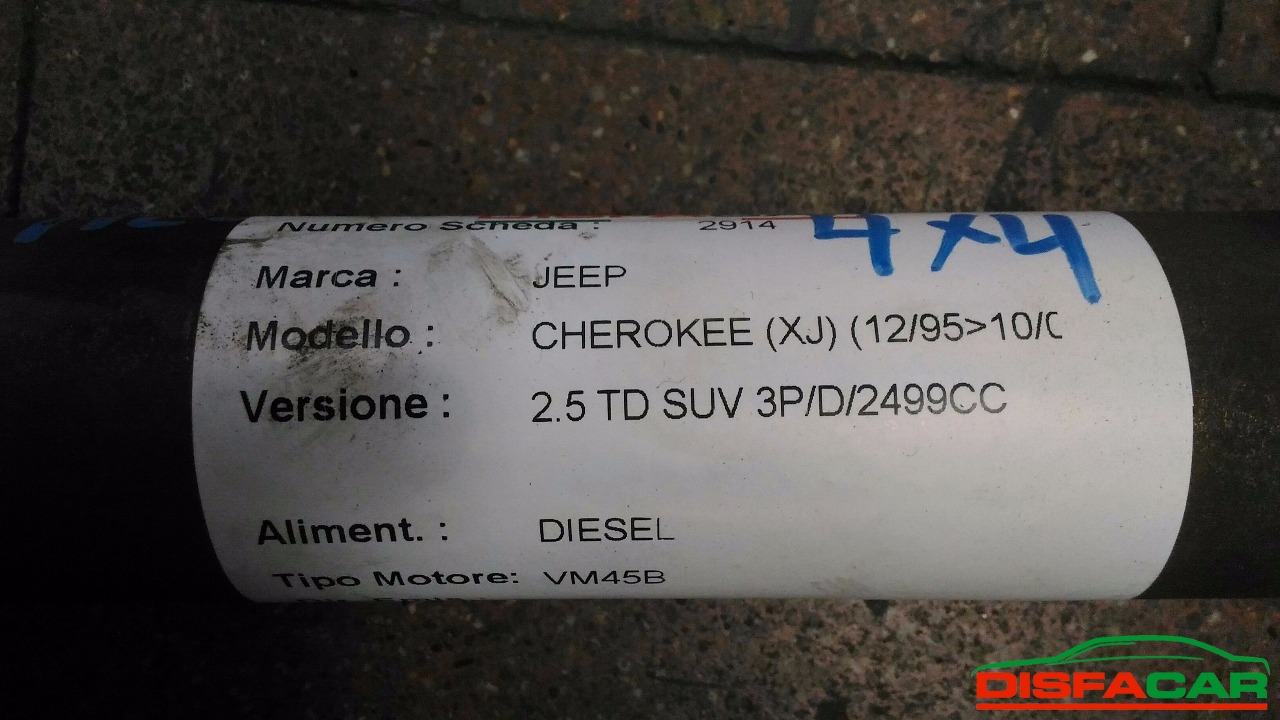 Numero Scheda : 2914 4x4
Marca : JEEP
Modello : CHEROKEE (XJ) (12/95>10/0
Versione : 2.5 TD SUV 3P/D/2499CC
Aliment. : DIESEL
Tipo Motore: VM45B
DISFACAR